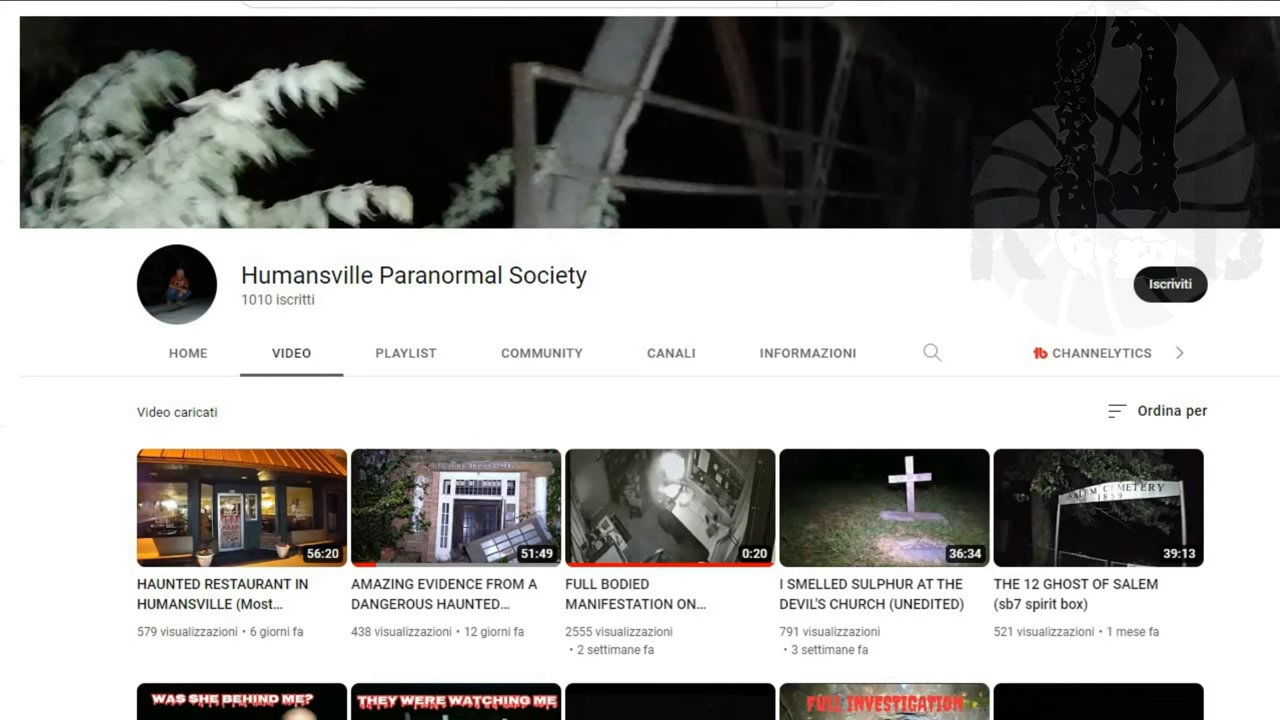 Humansville Paranormal Society
1010 iscritti
Iscriviti
HOME VIDEO PLAYLIST COMMUNITY CANALI INFORMAZIONI CHANNELYTICS
Video caricati
Ordina per
56:20 51:49 0:20 36:34 39:13
SALEM CEMETERY
1859
HAUNTED RESTAURANT IN
HUMANSVILLE (Most...
579 visualizzazioni • 6 giorni fa
AMAZING EVIDENCE FROM A
DANGEROUS HAUNTED...
438 visualizzazioni • 12 giorni fa
FULL BODIED
MANIFESTATION ON...
2555 visualizzazioni
• 2 settimane fa
I SMELLED SULPHUR AT THE
DEVIL'S CHURCH (UNEDITED)
791 visualizzazioni
• 3 settimane fa
THE 12 GHOST OF SALEM
(sb7 spirit box)
521 visualizzazioni • 1 mese fa
WAS SHE BEHIND ME?
THEY WERE WATCHING ME
FULL INVESTIGATION